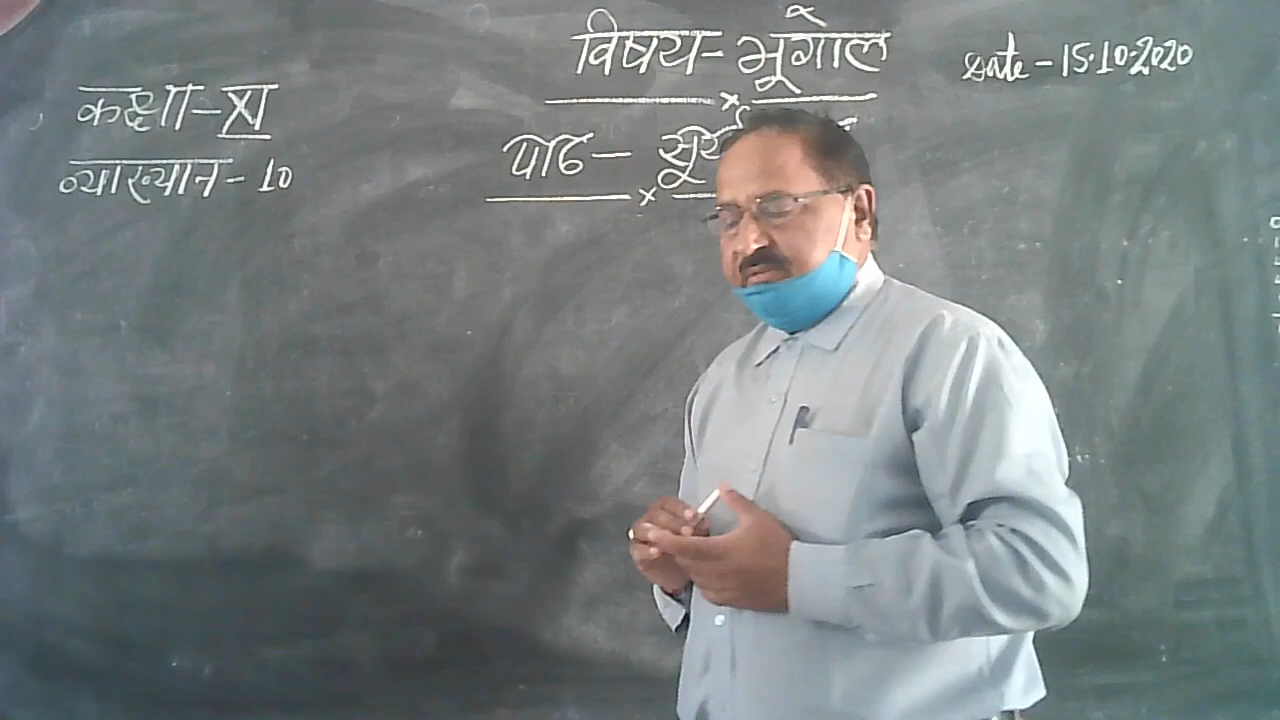 विषय - भूगोल
Date - 15.10.2020
कक्षा - XI
पाठ - सूर्य
व्याख्यान - 10